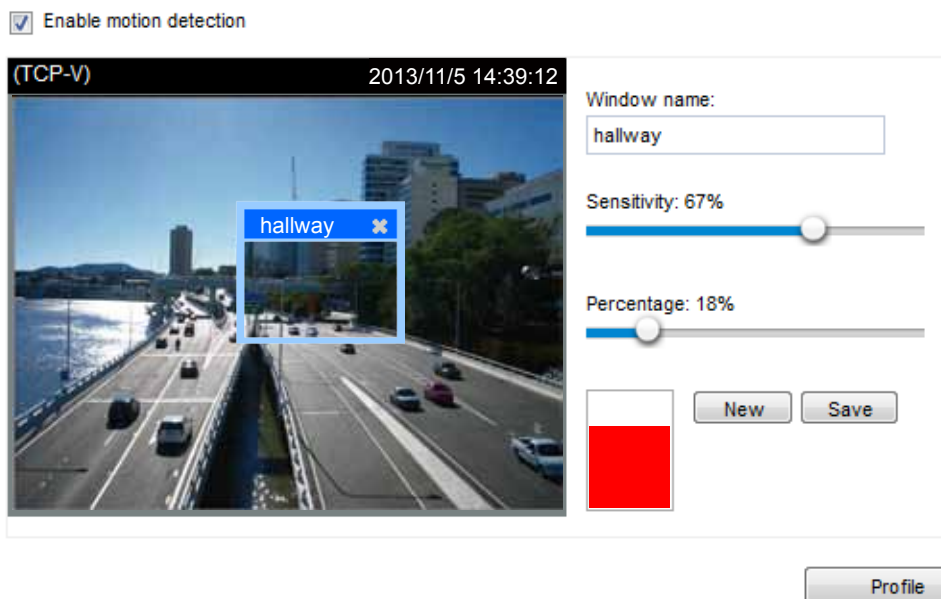 Enable motion detection
(TCP-V) 2013/11/5 14:39:12
Window name:
hallway
Sensitivity: 67%
hallway
Percentage: 18%
New Save
Profile